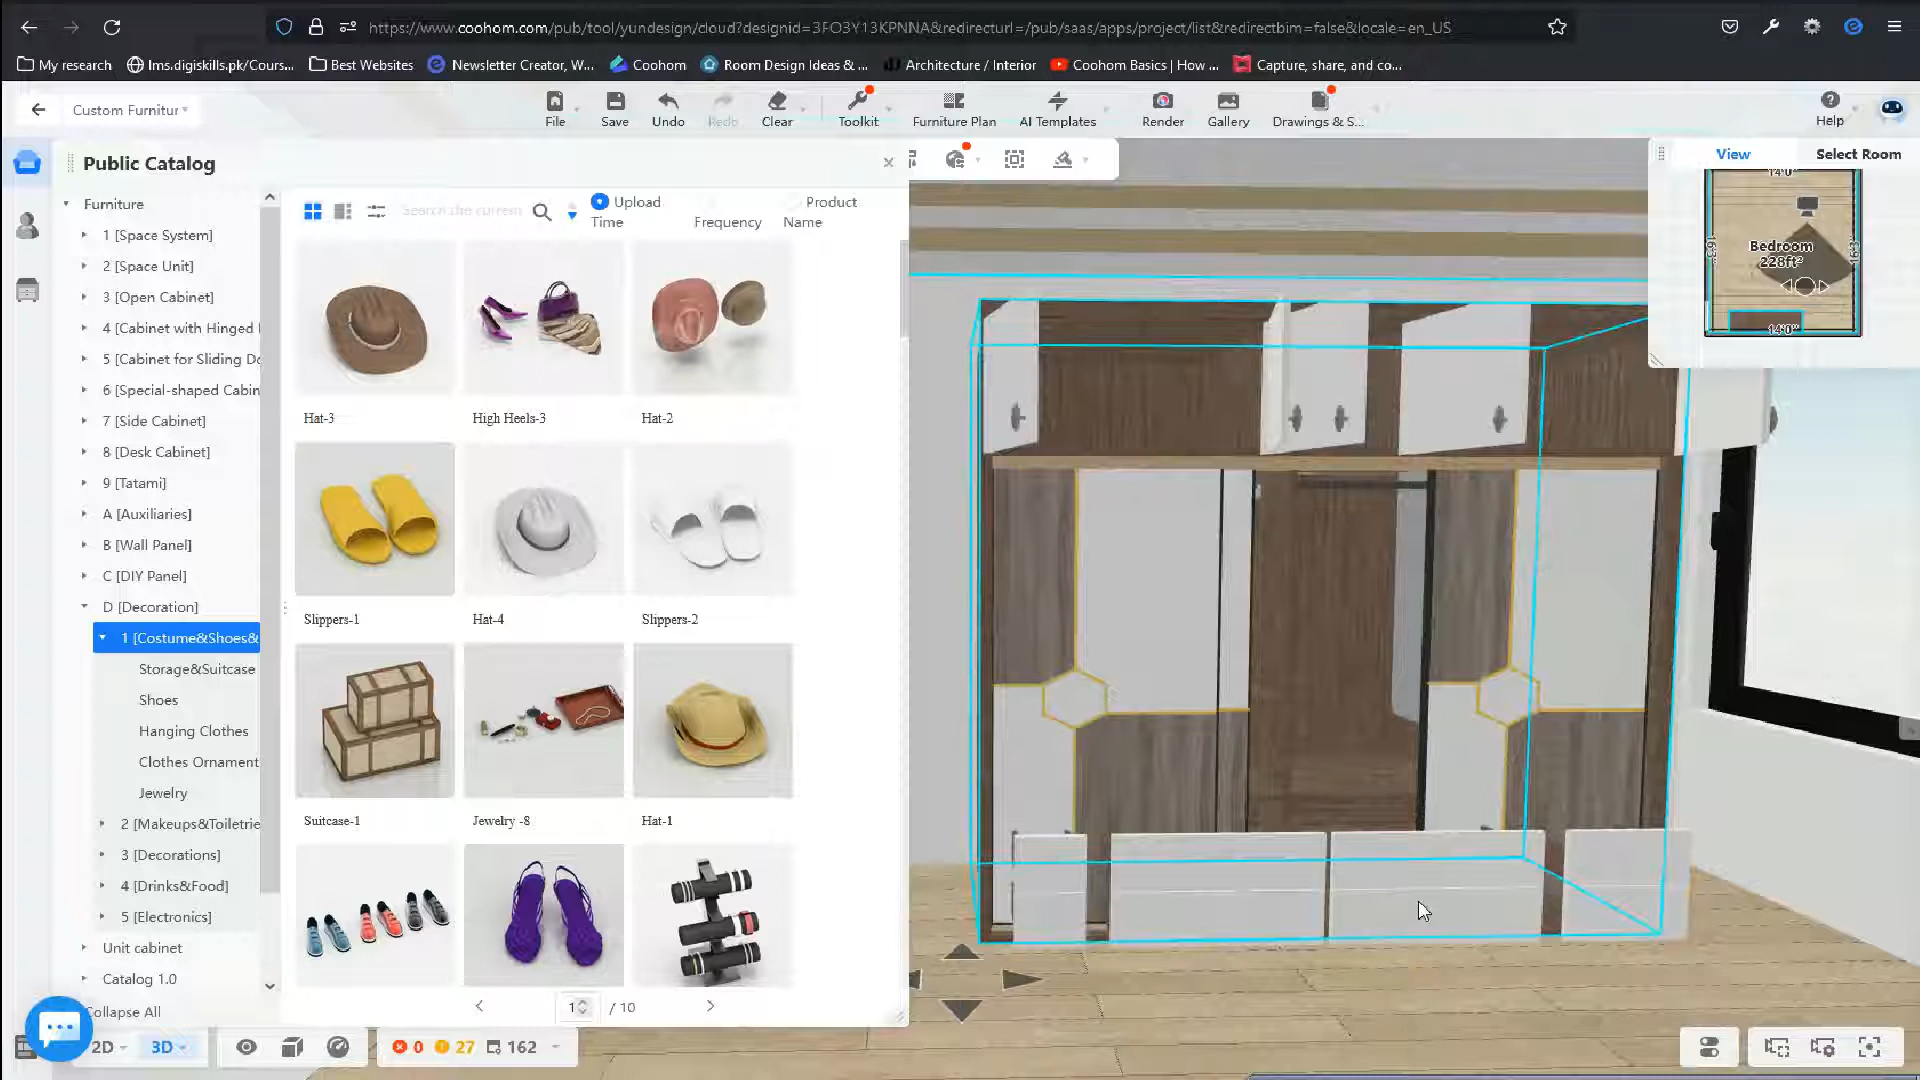 https://www.coohom.com/pub/tool/yundesign/cloud?designid=3FO3Y13KPNNA&redirecturl=/pub/saas/apps/project/list&redirectbim=false&locale=en_US
My research
lms.digiskills.pk/Cours...
Best Websites
Newsletter Creator, W...
Coohom
Room Design Ideas & ...
Architecture / Interior
Coohom Basics | How ...
Capture, share, and co...
Custom Furnitur
File
Save
Undo
Redo
Clear
Toolkit
Furniture Plan
AI Templates
Render
Gallery
Drawings & S...
Help
Public Catalog
View
Select Room
Furniture
1 [Space System]
2 [Space Unit]
3 [Open Cabinet]
4 [Cabinet with Hinged
5 [Cabinet for Sliding Do
6 [Special-shaped Cabin
7 [Side Cabinet]
8 [Desk Cabinet]
9 [Tatami]
A [Auxiliaries]
B [Wall Panel]
C [DIY Panel]
D [Decoration]
1 [Costume&Shoes&
Storage&Suitcase
Shoes
Hanging Clothes
Clothes Ornament
Jewelry
2 [Makeups&Toiletrie
3 [Decorations]
4 [Drinks&Food]
5 [Electronics]
Unit cabinet
Catalog 1.0
Collapse All
Search the current
Upload Time
Frequency
Product Name
Hat-3
High Heels-3
Hat-2
Slippers-1
Hat-4
Slippers-2
Suitcase-1
Jewelry -8
Hat-1
1 / 10
14'0"
Bedroom
228ft²
16'3"
16'3"
14'0"
2D
3D
0
27
162